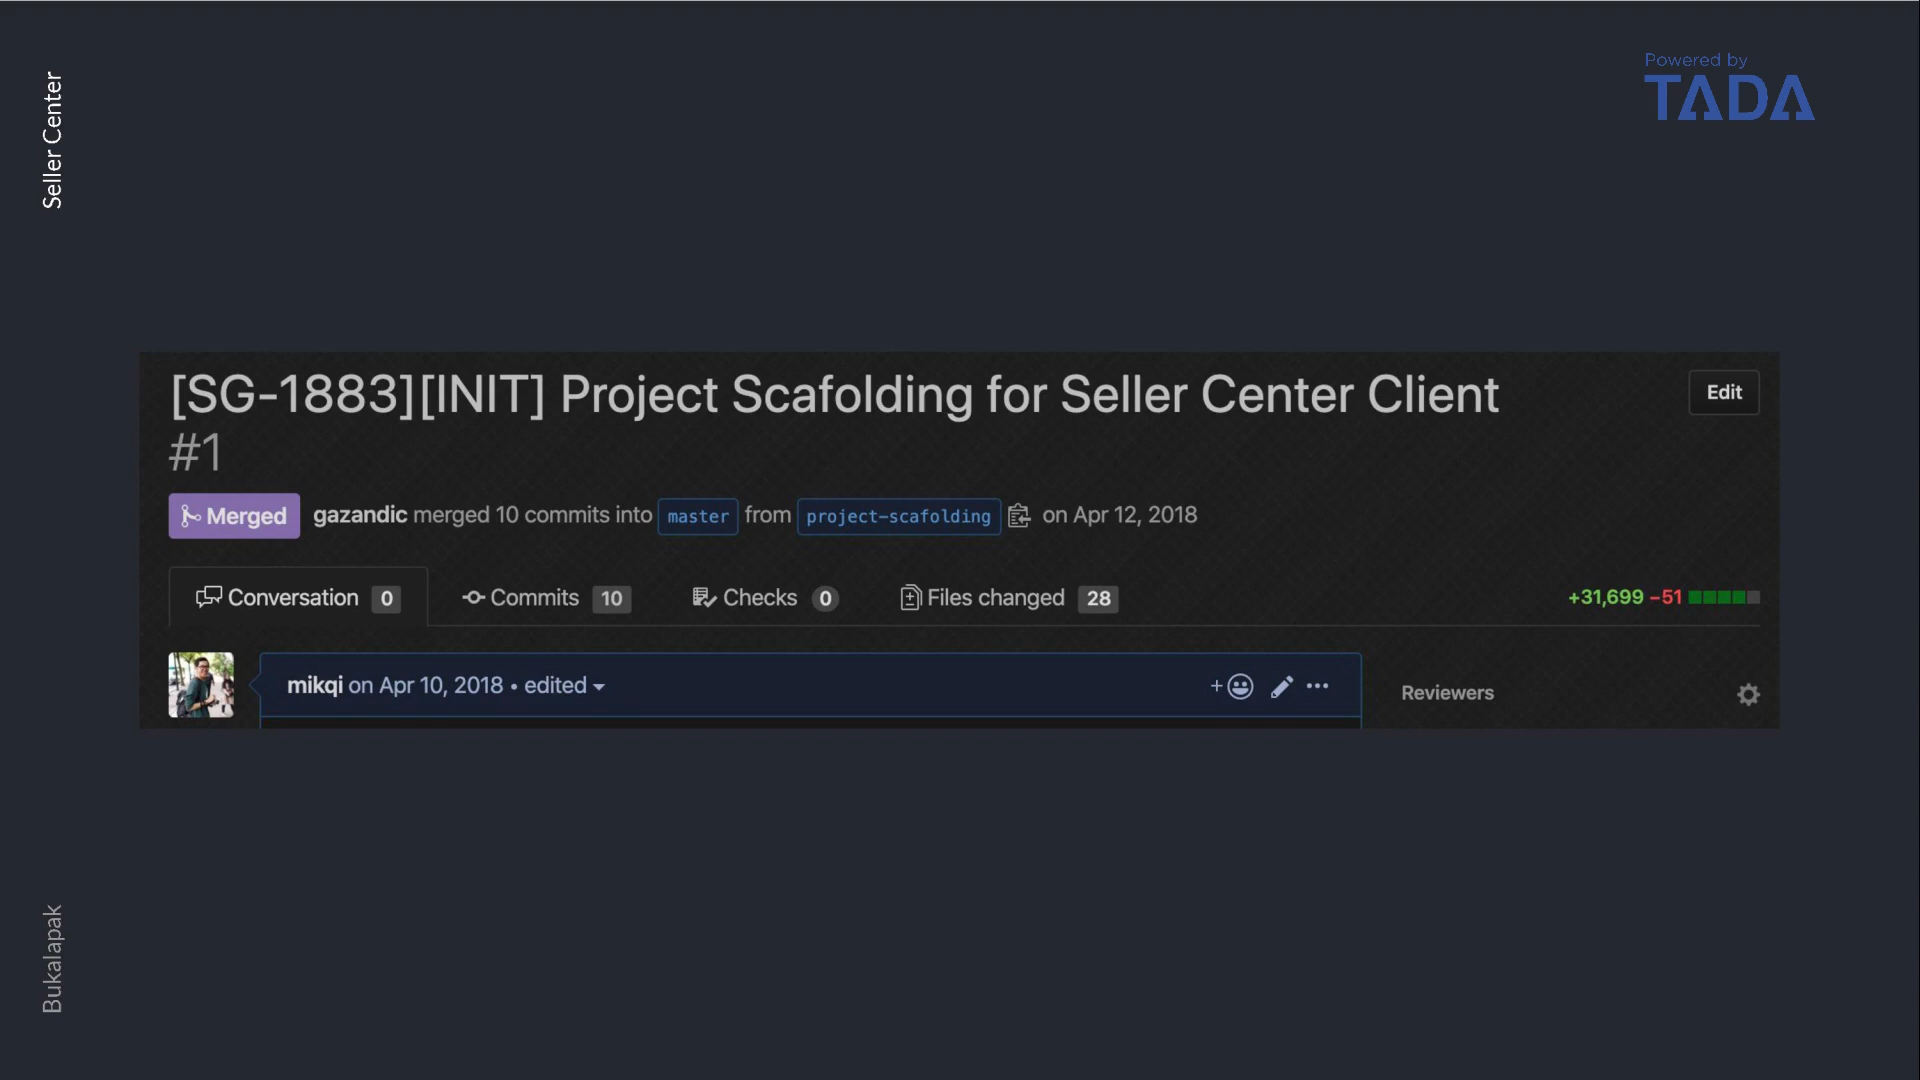 Seller Center
Powered by
TADA
[SG-1883][INIT] Project Scafolding for Seller Center Client
#1
Edit
Merged gazandic merged 10 commits into master from project-scafolding on Apr 12, 2018
Conversation 0 Commits 10 Checks 0 Files changed 28 +31,699 −51
mikqi on Apr 10, 2018 • edited
Reviewers
Bukalapak